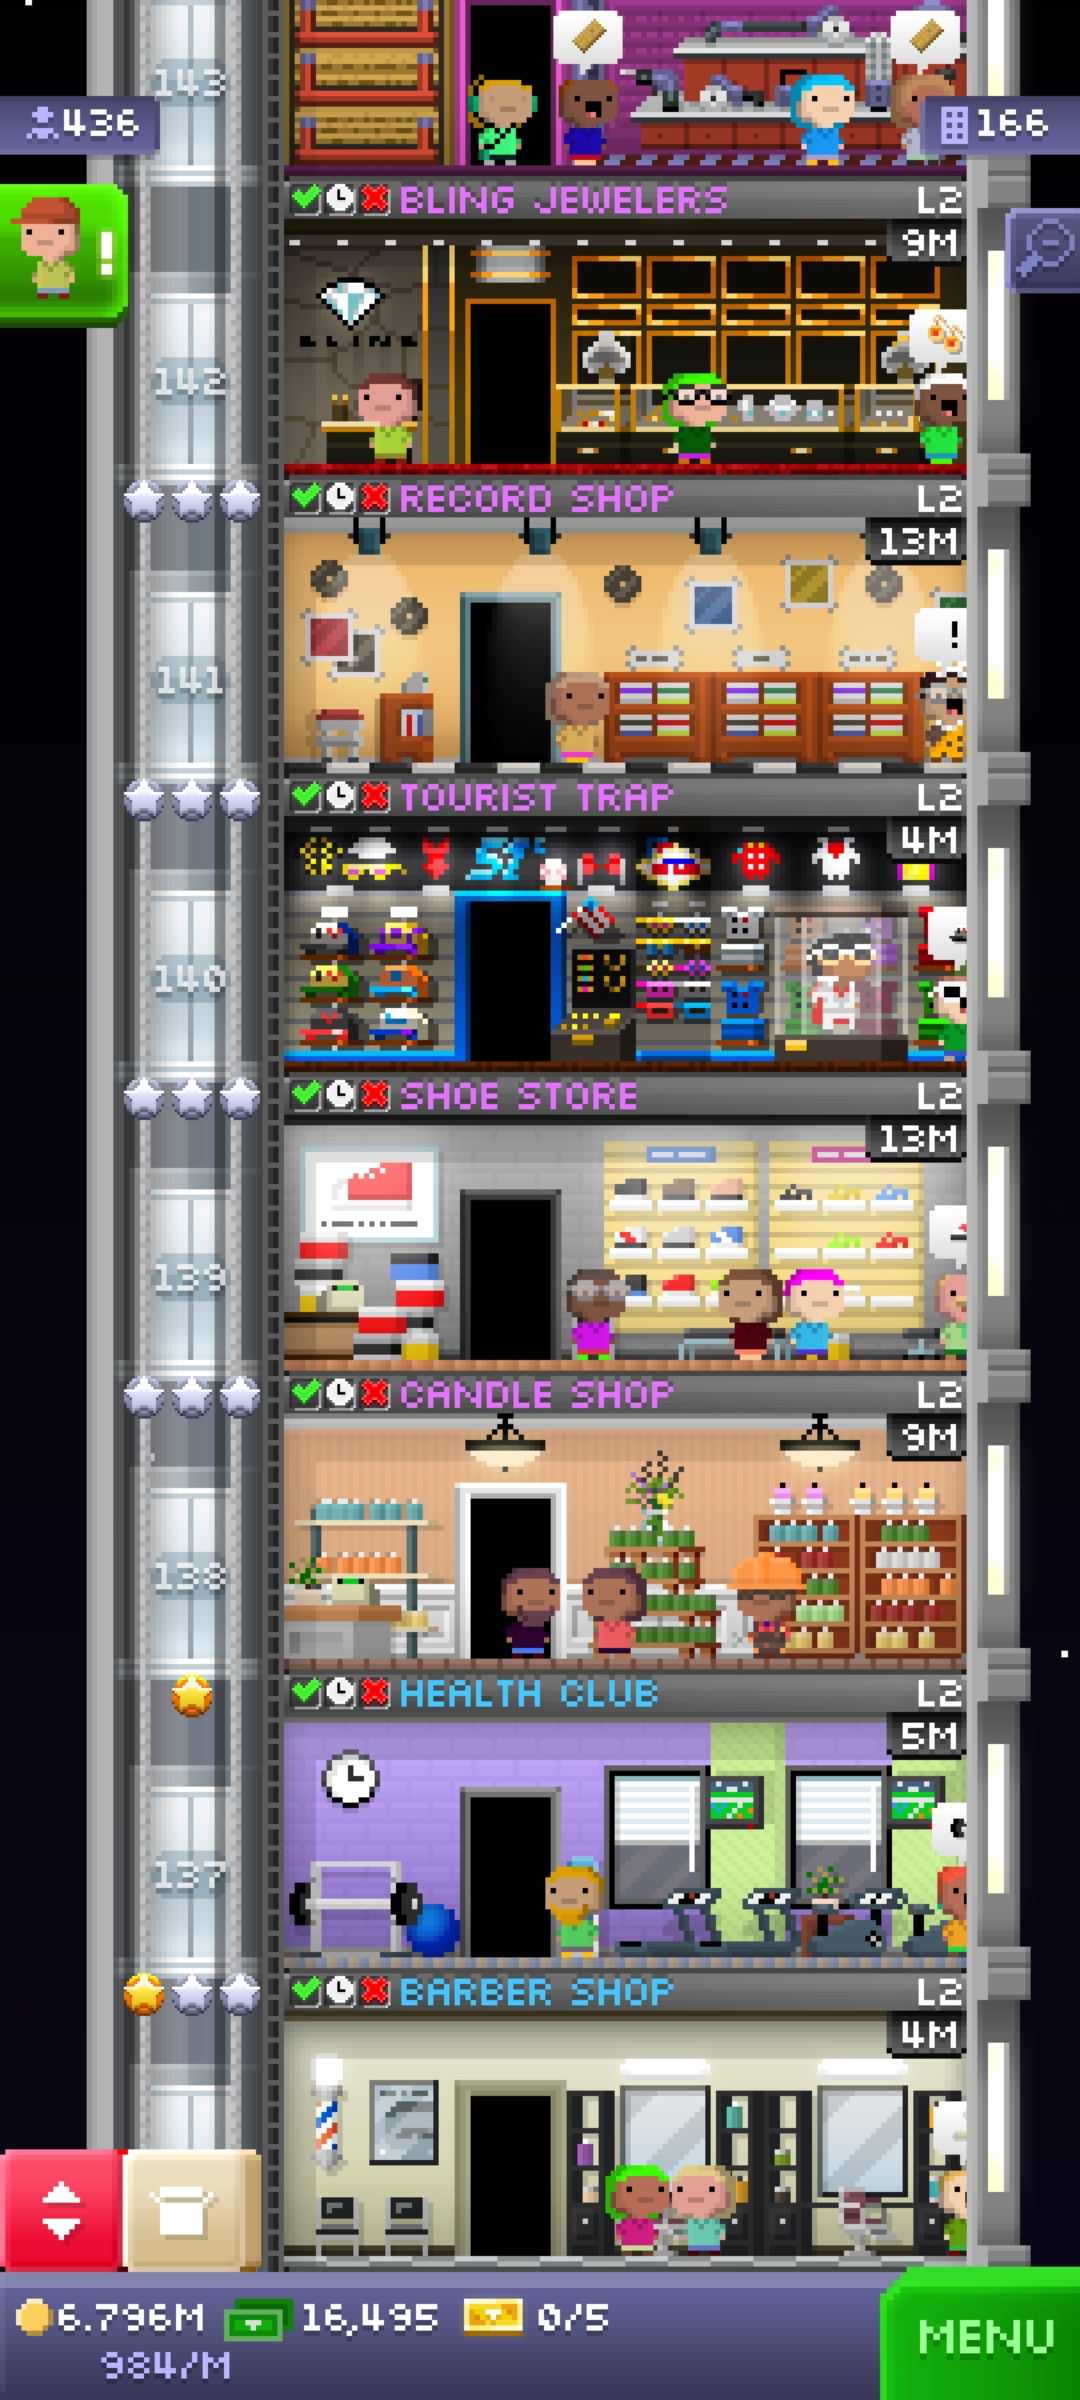 143
436
166
!
BLING JEWELERS L2
9M
BLING
142
RECORD SHOP L2
13M
!
141
TOURIST TRAP L2
4M
140
SHOE STORE L2
13M
139
CANDLE SHOP L2
9M
138
HEALTH CLUB L2
5M
137
BARBER SHOP L2
4M
6.796M 16,495 0/5
984/M
MENU